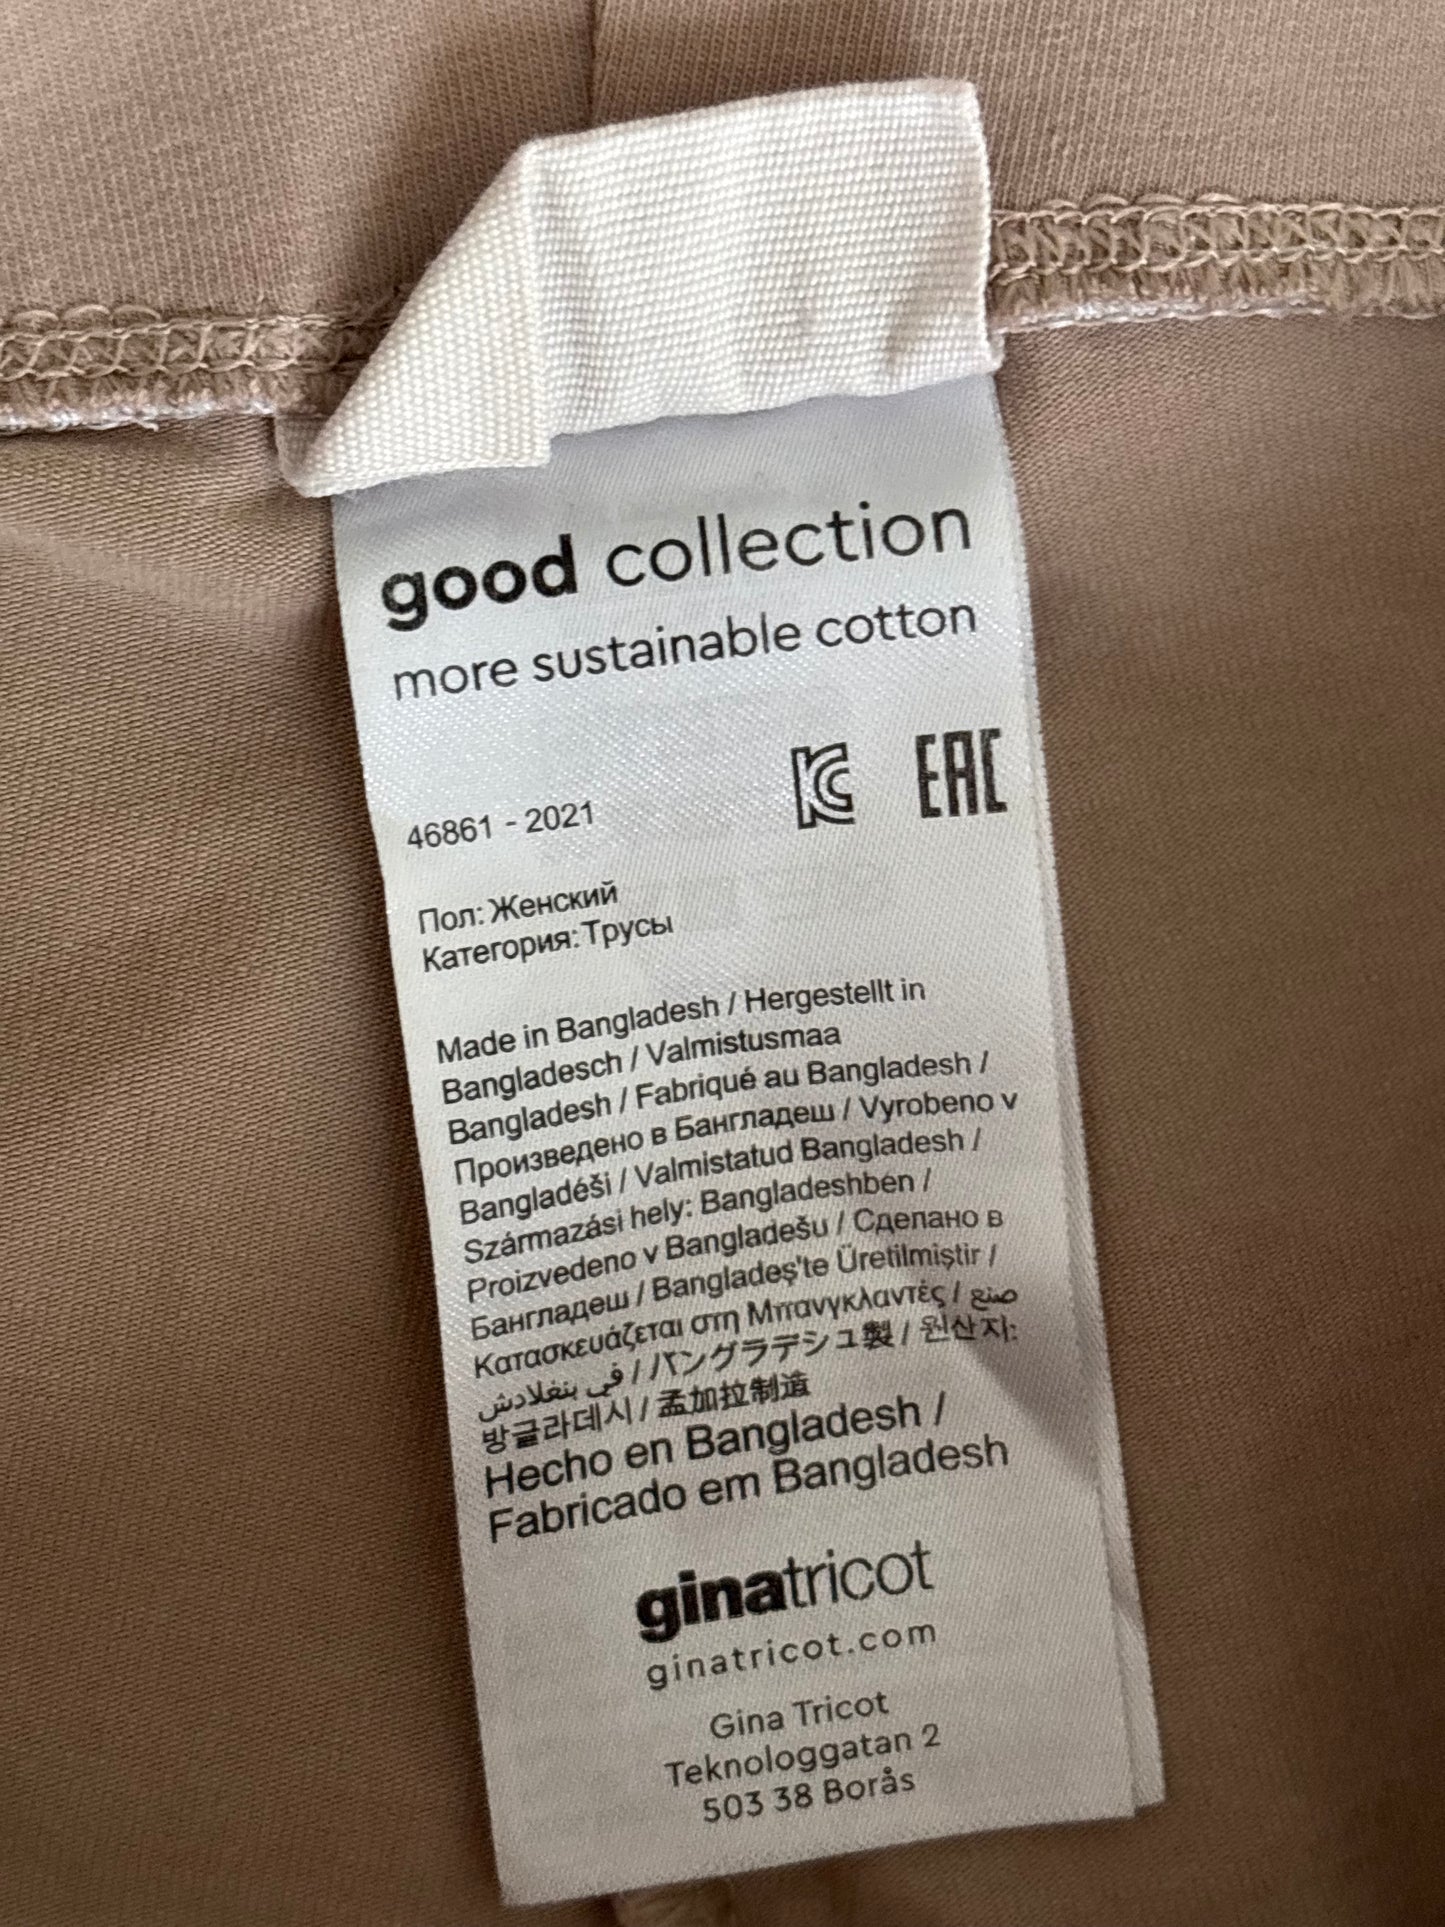 good collection
more sustainable cotton
KC EAC
46861 - 2021
Пол: Женский
Категория: Трусы
Made in Bangladesh / Hergestellt in
Bangladesch / Valmistusmaa
Bangladesh / Fabriqué au Bangladesh /
Произведено в Бангладеш / Vyrobeno v
Bangladéši / Valmistatud Bangladesh /
Származási hely: Bangladeshben /
Proizvedeno v Bangladešu / Сделано в
Бангладеш / Bangladeş'te Üretilmiştir /
Κατασκευάζεται στη Μπανγκλαντές / صنع
في بنغلادش / バングラデシュ製 / 원산지:
방글라데시 / 孟加拉制造
Hecho en Bangladesh /
Fabricado em Bangladesh
ginatricot
ginatricot.com
Gina Tricot
Teknologgatan 2
503 38 Borås